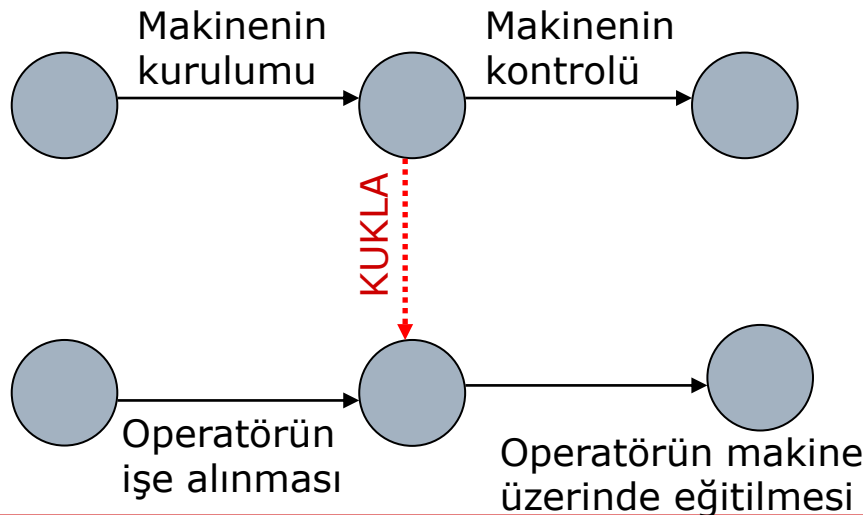 Makinenin
kurulumu
Makinenin
kontrolü
KUKLA
Operatörün
işe alınması
Operatörün makine
üzerinde eğitilmesi